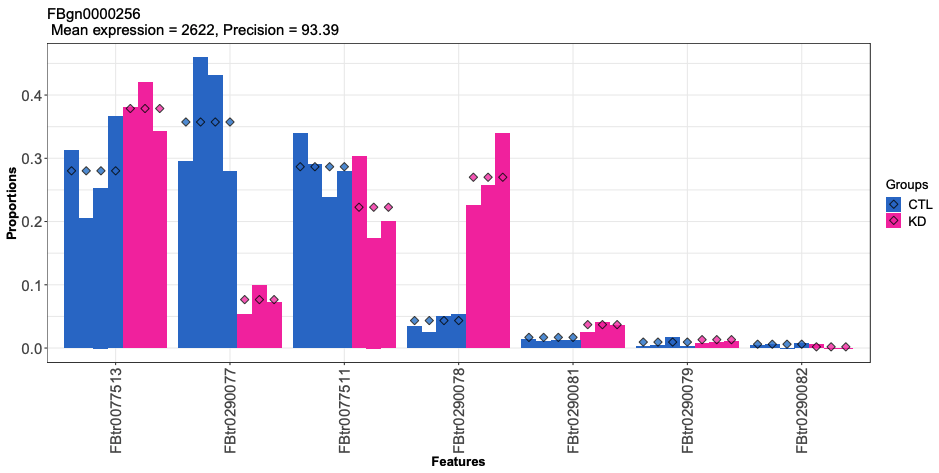 FBgn0000256
Mean expression = 2622, Precision = 93.39
Proportions
0.4
0.3
0.2
0.1
0.0
FBtr0077513
FBtr0290077
FBtr0077511
FBtr0290078
FBtr0290081
FBtr0290079
FBtr0290082
Features
Groups
CTL
KD